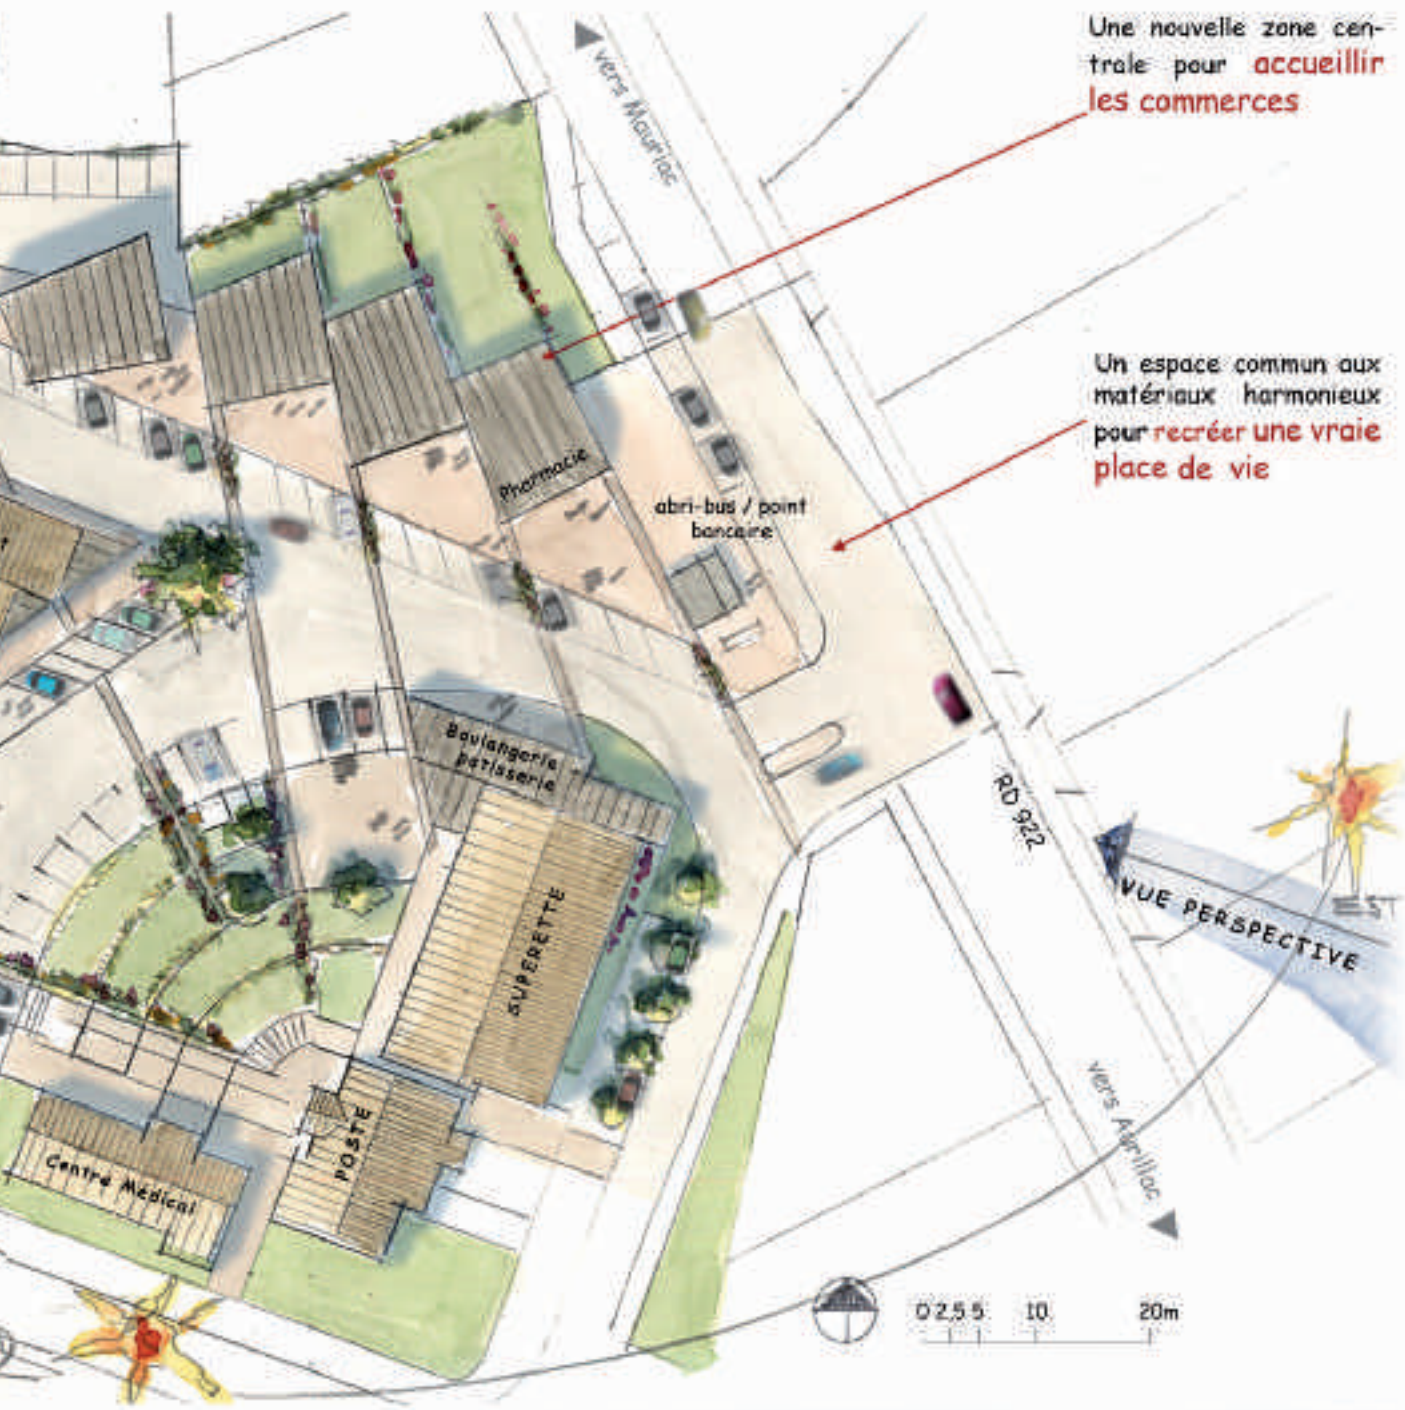 Une nouvelle zone cen-
trale pour accueillir
les commerces
vers Mauriac
Un espace commun aux
matériaux harmonieux
pour recréer une vraie
place de vie
Pharmacie
abri-bus / point
bancaire
Boulangerie
patisserie
RD 922
VUE PERSPECTIVE
EST
SUPERETTE
POSTE
Centre Médical
vers Aurillac
0 2,5 5 10 20m